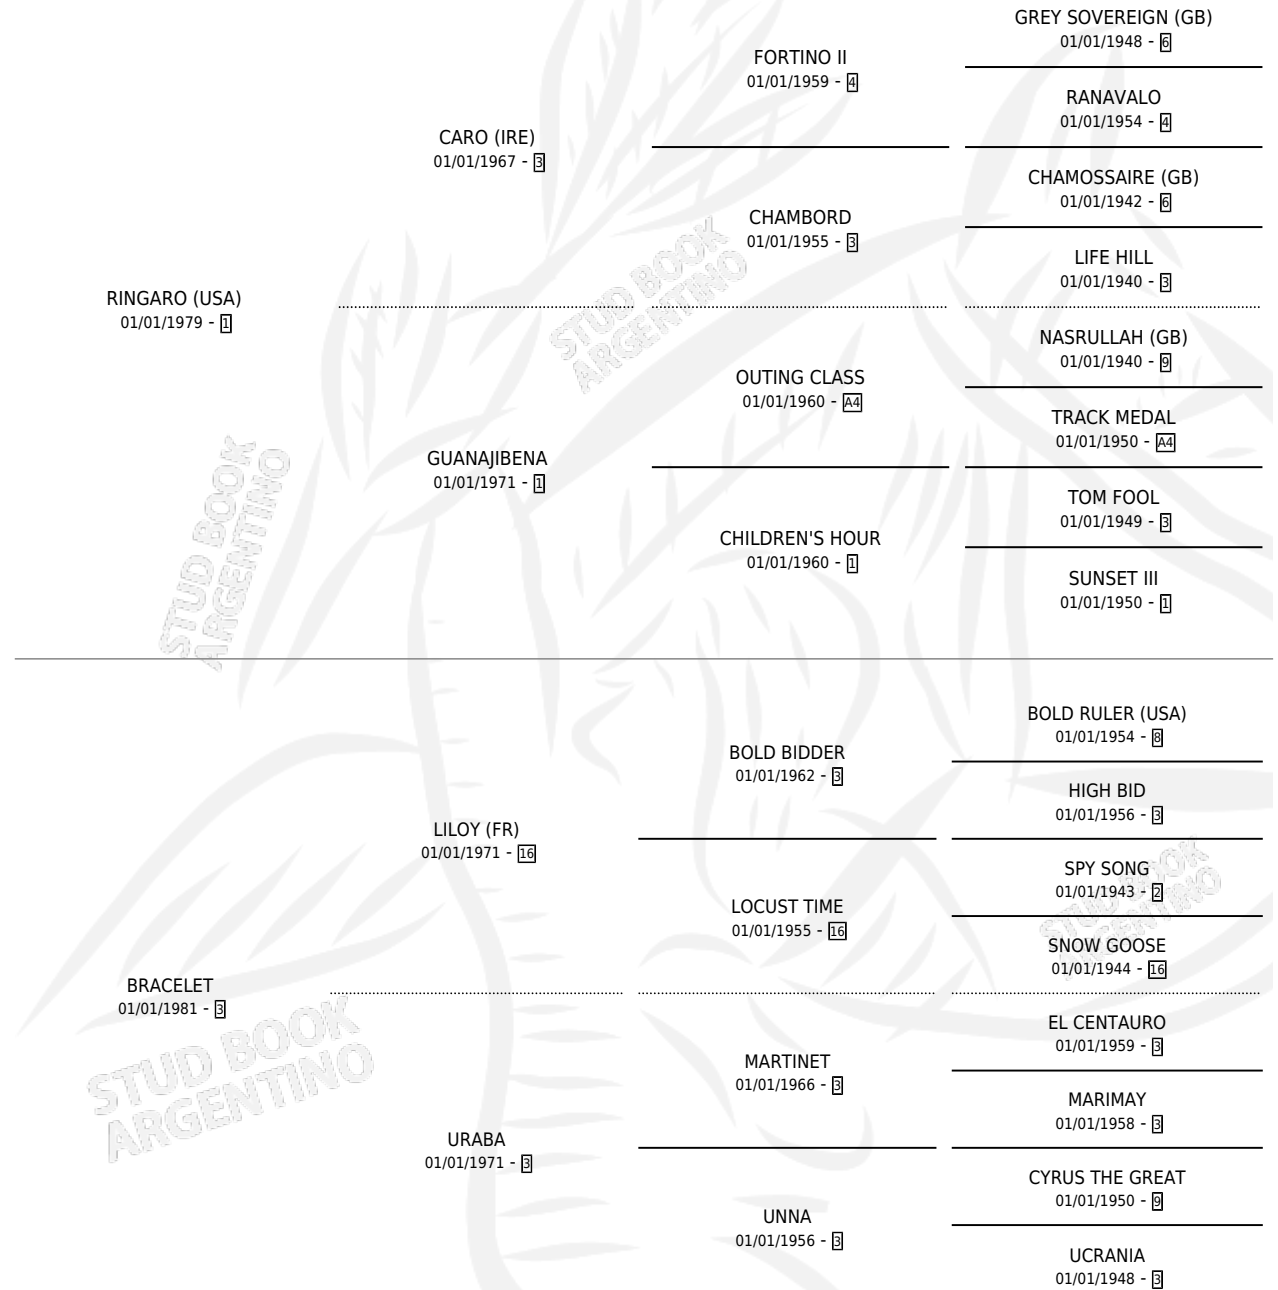 GREY SOVEREIGN (GB)
01/01/1948 - 6
FORTINO II
01/01/1959 - 4
RANAVALO
01/01/1954 - 4
CARO (IRE)
01/01/1967 - 3
CHAMOSSAIRE (GB)
01/01/1942 - 6
CHAMBORD
01/01/1955 - 3
LIFE HILL
01/01/1940 - 3
RINGARO (USA)
01/01/1979 - 1
NASRULLAH (GB)
01/01/1940 - 9
OUTING CLASS
01/01/1960 - A4
TRACK MEDAL
01/01/1950 - A4
GUANAJIBENA
01/01/1971 - 1
TOM FOOL
01/01/1949 - 3
CHILDREN'S HOUR
01/01/1960 - 1
SUNSET III
01/01/1950 - 1
BOLD RULER (USA)
01/01/1954 - 8
BOLD BIDDER
01/01/1962 - 3
HIGH BID
01/01/1956 - 3
LILOY (FR)
01/01/1971 - 16
SPY SONG
01/01/1943 - 2
LOCUST TIME
01/01/1955 - 16
SNOW GOOSE
01/01/1944 - 16
BRACELET
01/01/1981 - 3
EL CENTAURO
01/01/1959 - 3
MARTINET
01/01/1966 - 3
MARIMAY
01/01/1958 - 3
URABA
01/01/1971 - 3
CYRUS THE GREAT
01/01/1950 - 9
UNNA
01/01/1956 - 3
UCRANIA
01/01/1948 - 3
STUD BOOK
ARGENTINO
STUD BOOK
ARGENTINO
STUD BOOK
ARGENTINO
STUD BOOK
ARGENTINO